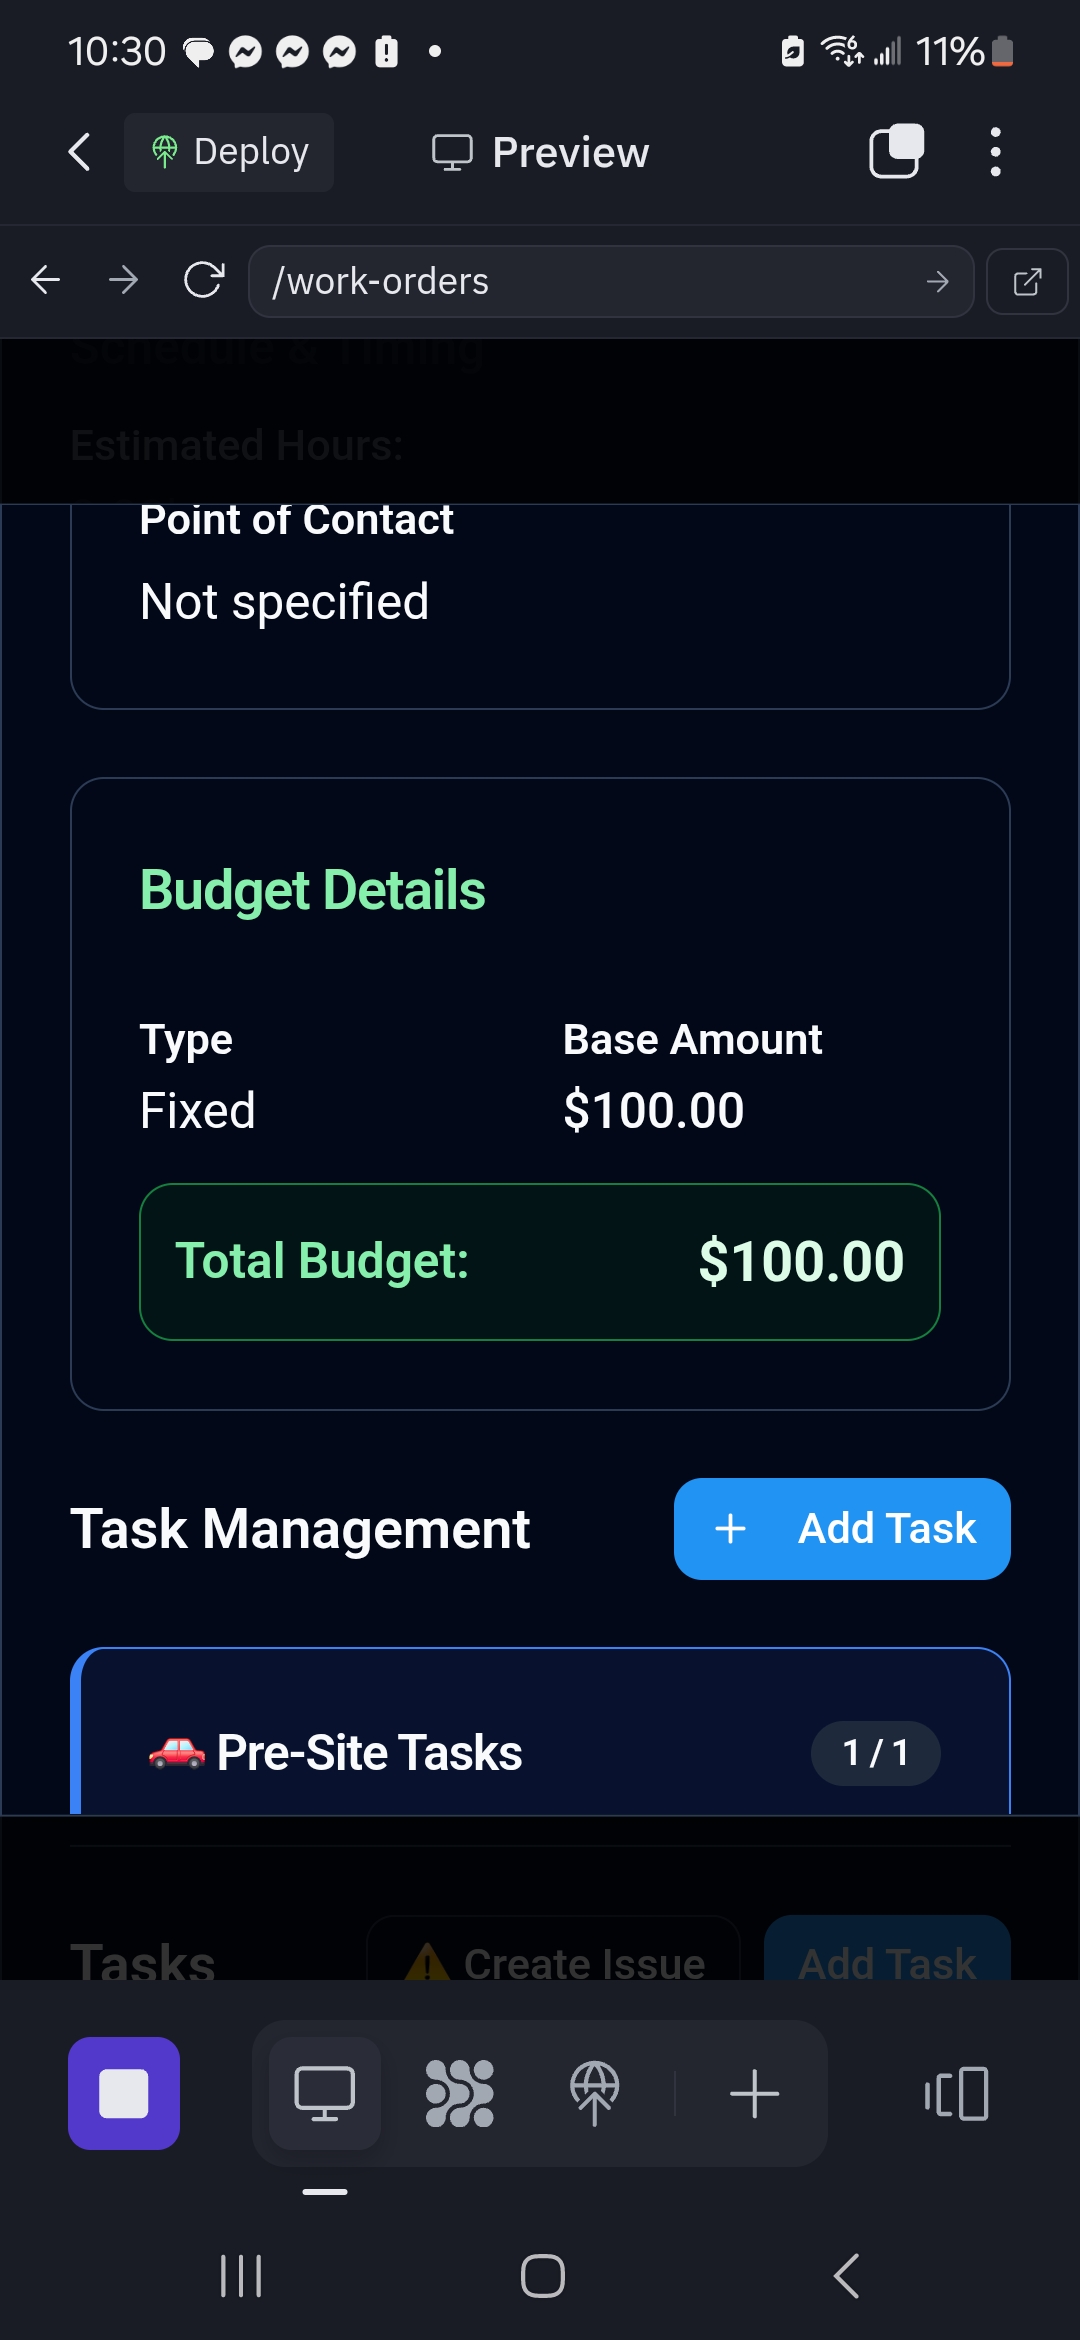 10:30 11%
Deploy Preview
/work-orders
Schedule & Timing
Estimated Hours:
Point of Contact
Not specified
Budget Details
Type Base Amount
Fixed $100.00
Total Budget: $100.00
Task Management + Add Task
🚗 Pre-Site Tasks 1 / 1
Tasks ⚠️ Create Issue Add Task